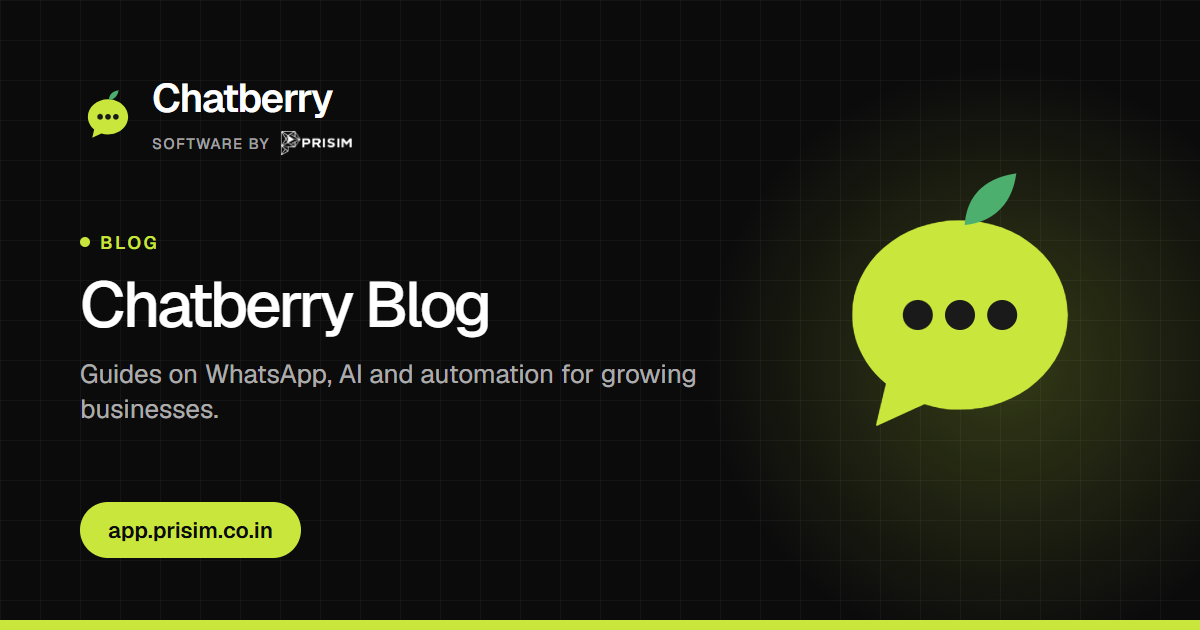 Chatberry
SOFTWARE BY PRISIM
BLOG
Chatberry Blog
Guides on WhatsApp, AI and automation for growing
businesses.
app.prisim.co.in